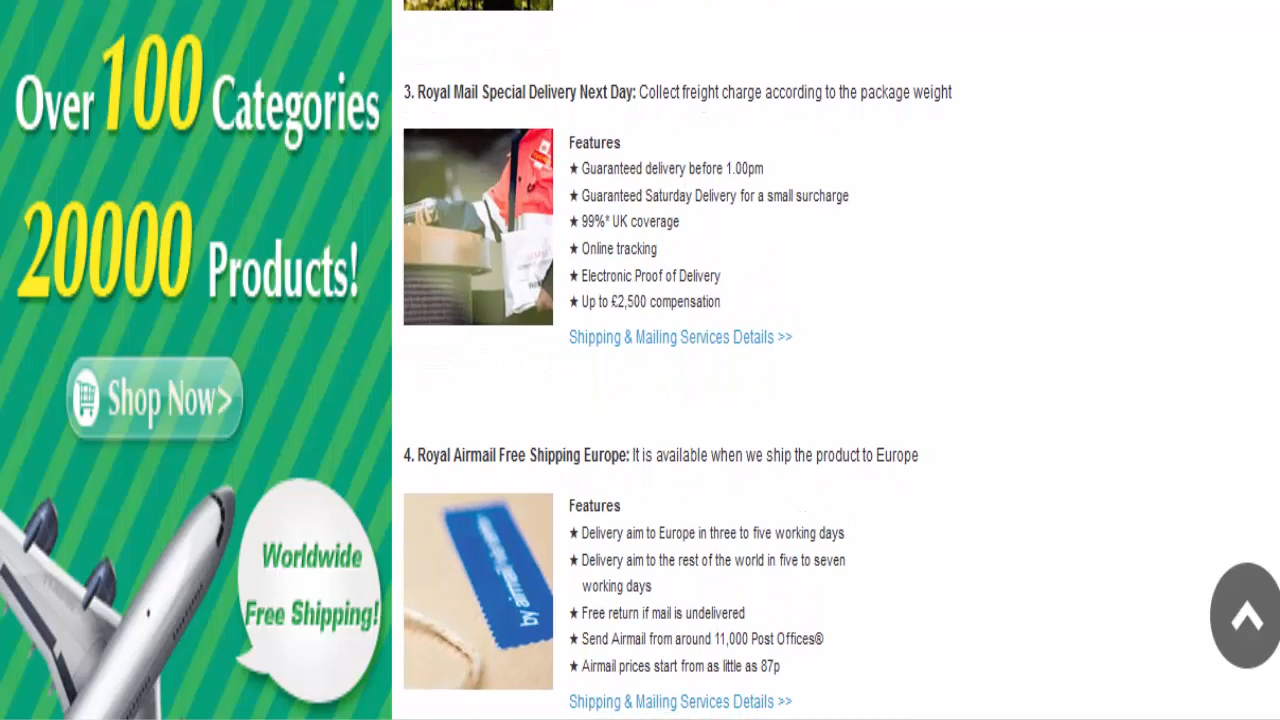 Over 100 Categories
20000 Products!
Shop Now>
Worldwide
Free Shipping!
3. Royal Mail Special Delivery Next Day: Collect freight charge according to the package weight
Features
★ Guaranteed delivery before 1.00pm
★ Guaranteed Saturday Delivery for a small surcharge
★ 99%* UK coverage
★ Online tracking
★ Electronic Proof of Delivery
★ Up to £2,500 compensation
Shipping & Mailing Services Details >>
4. Royal Airmail Free Shipping Europe: It is available when we ship the product to Europe
by airmail
Features
★ Delivery aim to Europe in three to five working days
★ Delivery aim to the rest of the world in five to seven
working days
★ Free return if mail is undelivered
★ Send Airmail from around 11,000 Post Offices®
★ Airmail prices start from as little as 87p
Shipping & Mailing Services Details >>